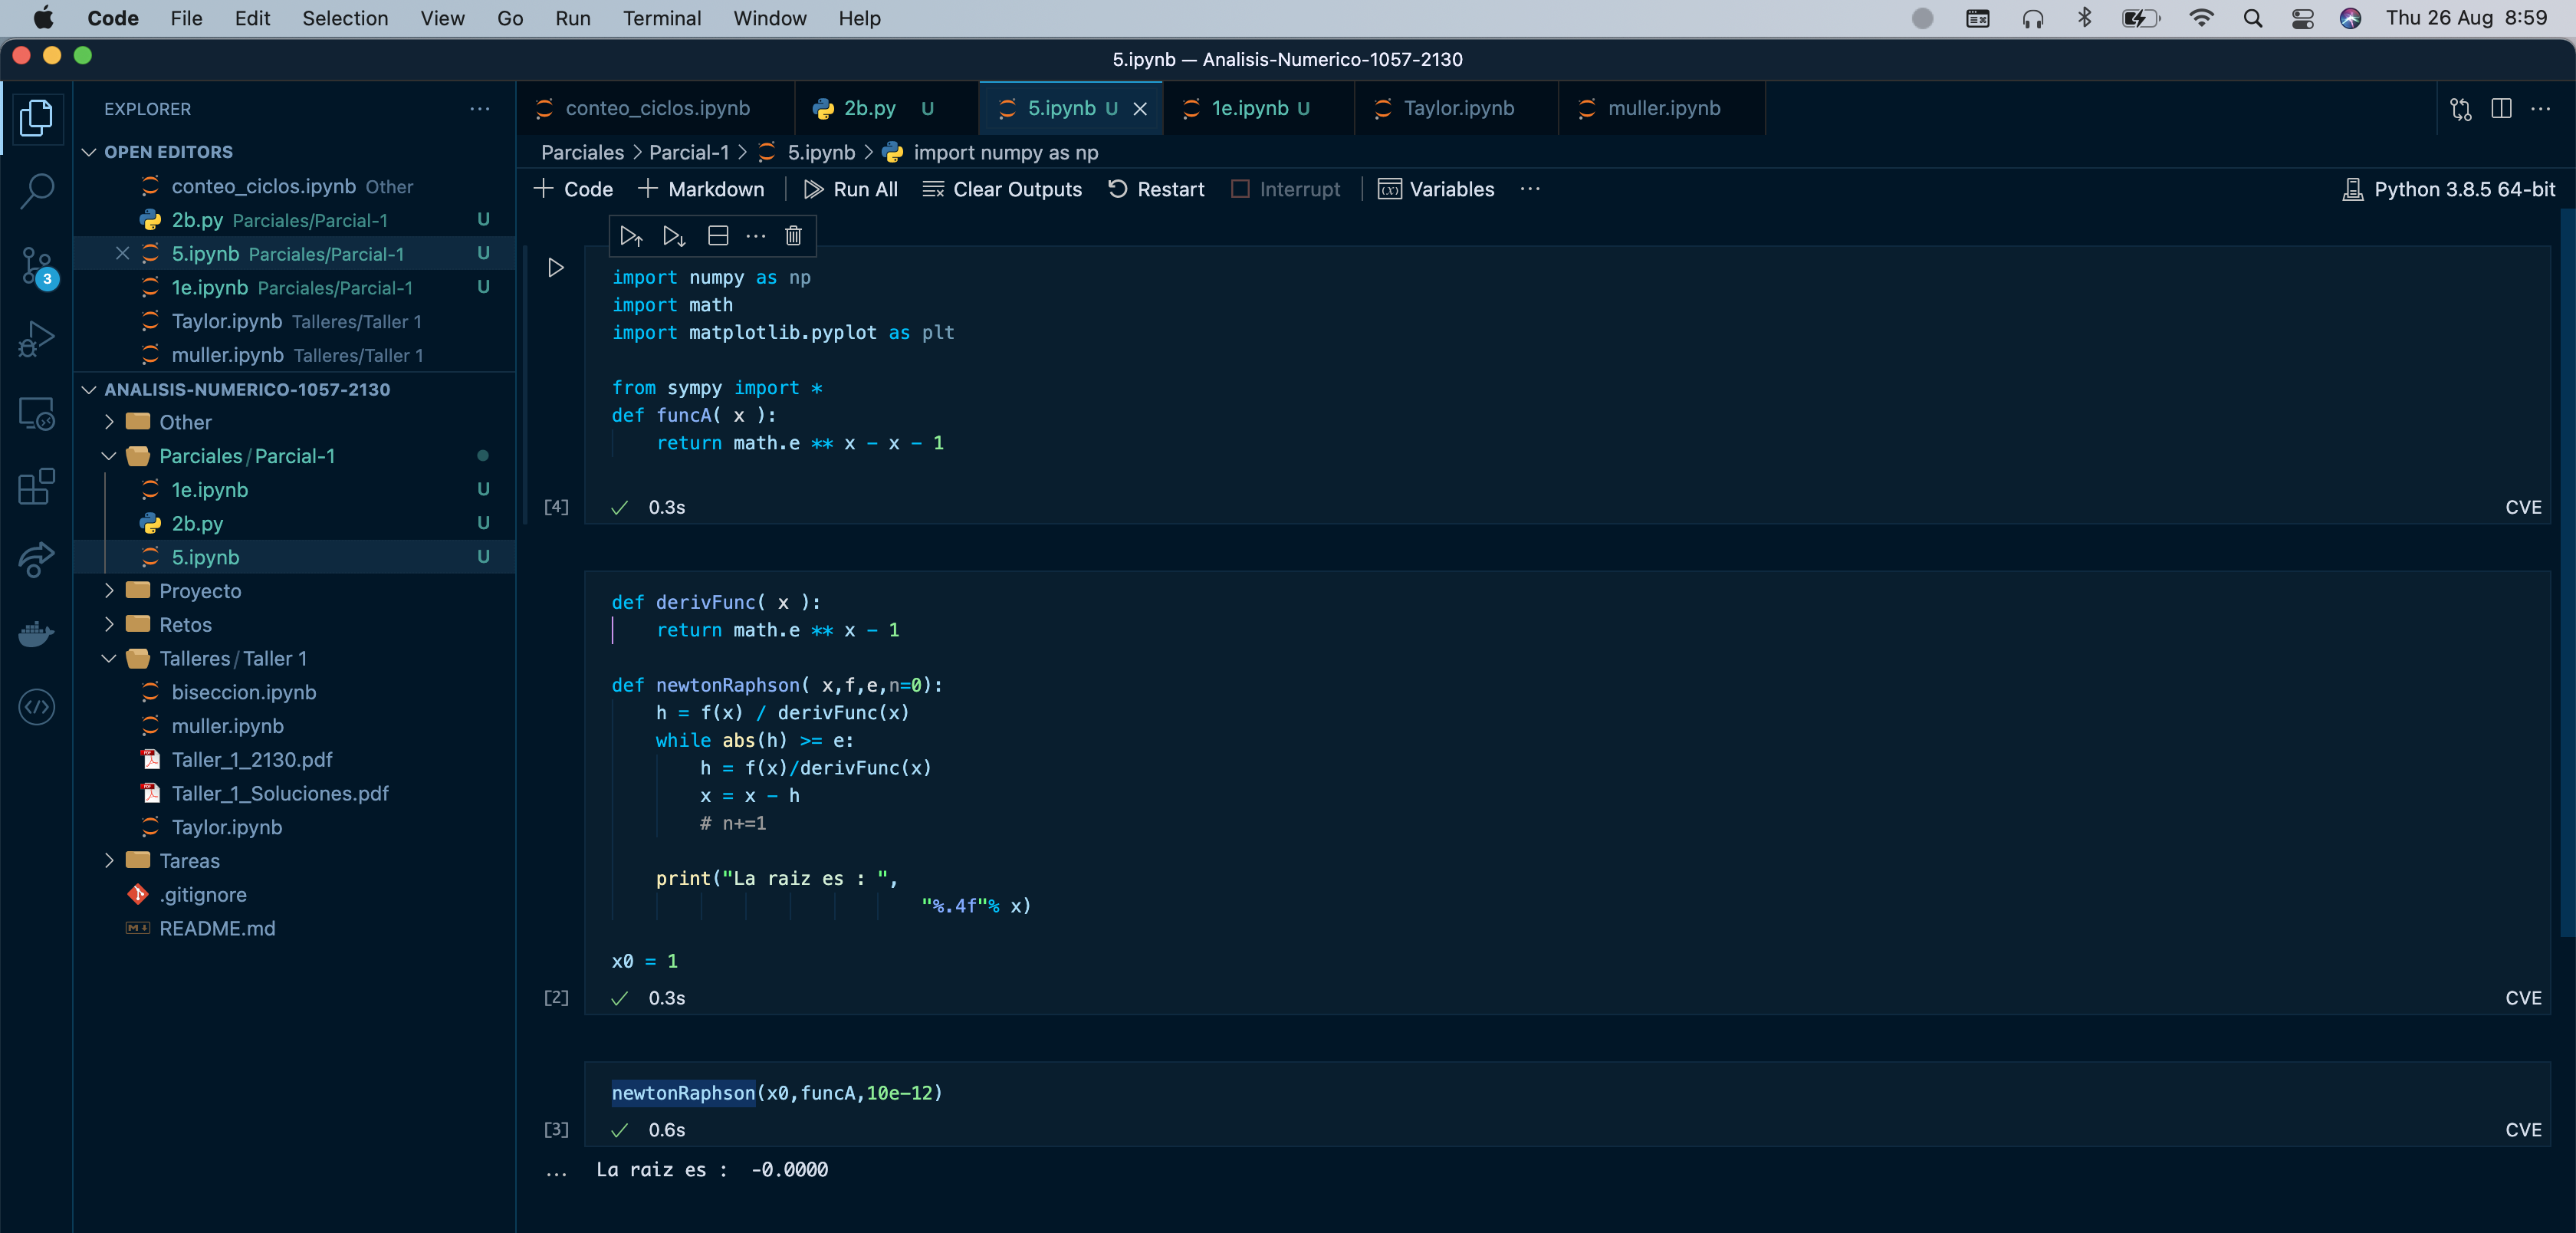 Code File Edit Selection View Go Run Terminal Window Help Thu 26 Aug 8:59
5.ipynb — Analisis-Numerico-1057-2130
EXPLORER
OPEN EDITORS
conteo_ciclos.ipynb Other
2b.py Parciales/Parcial-1 U
5.ipynb Parciales/Parcial-1 U
1e.ipynb Parciales/Parcial-1 U
Taylor.ipynb Talleres/Taller 1
muller.ipynb Talleres/Taller 1
ANALISIS-NUMERICO-1057-2130
Other
Parciales/Parcial-1
1e.ipynb U
2b.py U
5.ipynb U
Proyecto
Retos
Talleres/Taller 1
biseccion.ipynb
muller.ipynb
Taller_1_2130.pdf
Taller_1_Soluciones.pdf
Taylor.ipynb
Tareas
.gitignore
README.md
3
conteo_ciclos.ipynb 2b.py U 5.ipynb U 1e.ipynb U Taylor.ipynb muller.ipynb
Parciales > Parcial-1 > 5.ipynb > import numpy as np
Code Markdown Run All Clear Outputs Restart Interrupt Variables Python 3.8.5 64-bit
import numpy as np
import math
import matplotlib.pyplot as plt
from sympy import *
def funcA( x ):
return math.e ** x - x - 1
[4] 0.3s CVE
def derivFunc( x ):
return math.e ** x - 1
def newtonRaphson( x,f,e,n=0):
h = f(x) / derivFunc(x)
while abs(h) >= e:
h = f(x)/derivFunc(x)
x = x - h
# n+=1
print("La raiz es : ",
"%.4f"% x)
x0 = 1
[2] 0.3s CVE
newtonRaphson(x0,funcA,10e-12)
[3] 0.6s CVE
... La raiz es :  -0.0000